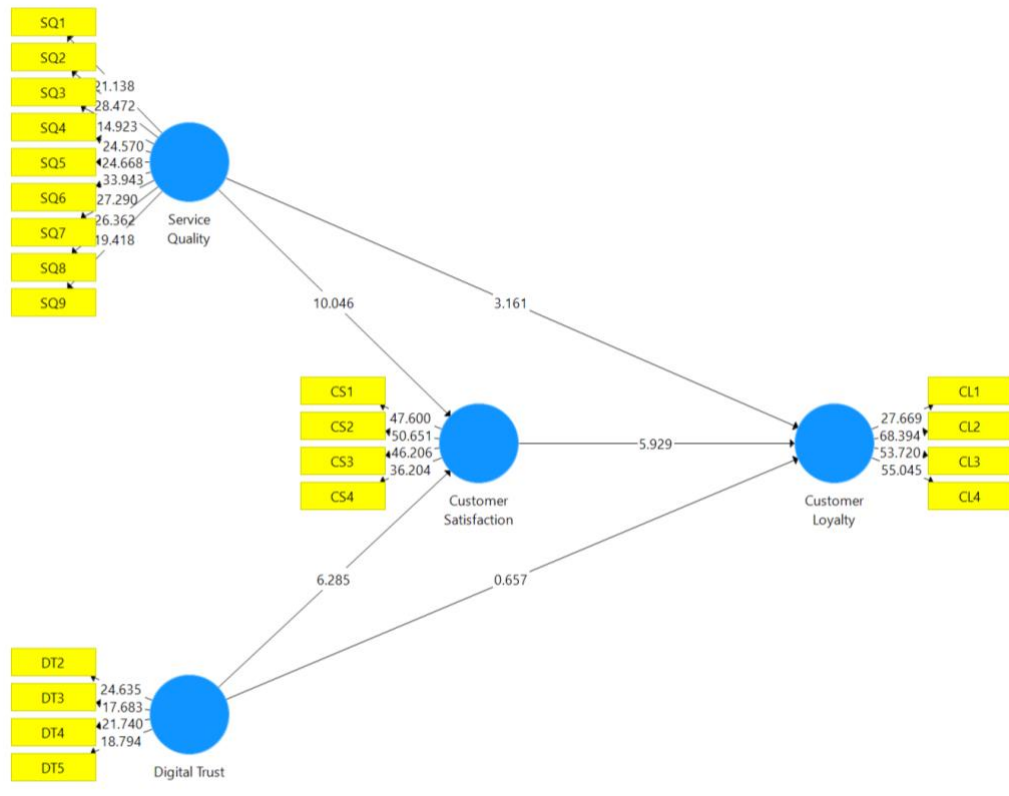 SQ1
SQ2
SQ3
SQ4
SQ5
SQ6
SQ7
SQ8
SQ9
21.138
28.472
14.923
24.570
24.668
33.943
27.290
26.362
19.418
Service
Quality
10.046
3.161
CS1
CS2
CS3
CS4
47.600
50.651
46.206
36.204
Customer
Satisfaction
5.929
27.669
68.394
53.720
55.045
CL1
CL2
CL3
CL4
Customer
Loyalty
6.285
0.657
DT2
DT3
DT4
DT5
24.635
17.683
21.740
18.794
Digital Trust